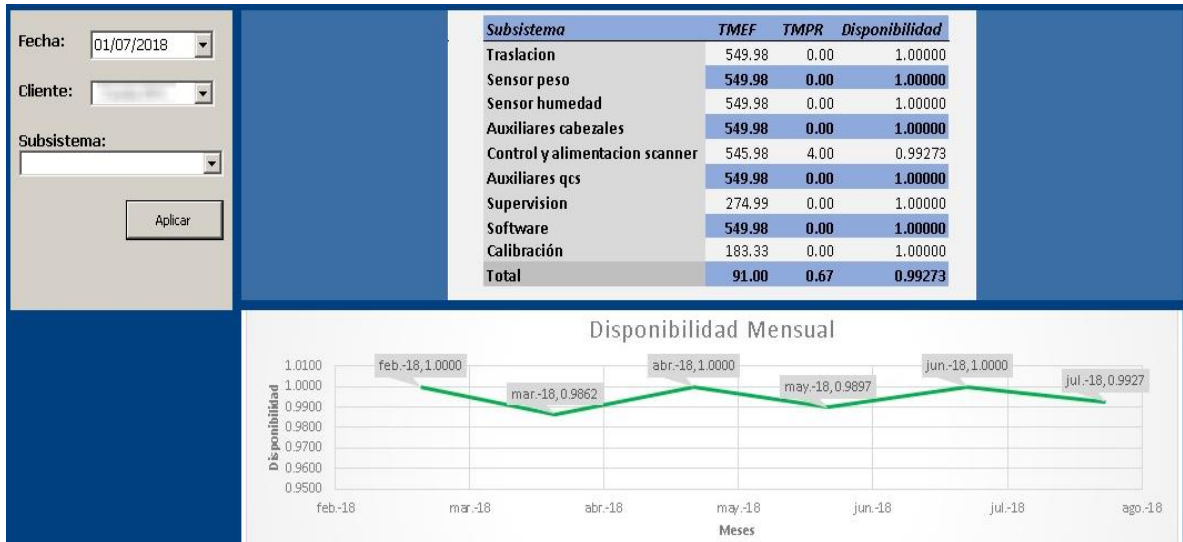 Fecha: 01/07/2018
Cliente:
Subsistema:
Aplicar
Subsistema TMEF TMPR Disponibilidad
Traslacion 549.98 0.00 1.00000
Sensor peso 549.98 0.00 1.00000
Sensor humedad 549.98 0.00 1.00000
Auxiliares cabezales 549.98 0.00 1.00000
Control y alimentacion scanner 545.98 4.00 0.99273
Auxiliares qcs 549.98 0.00 1.00000
Supervision 274.99 0.00 1.00000
Software 549.98 0.00 1.00000
Calibración 183.33 0.00 1.00000
Total 91.00 0.67 0.99273
Disponibilidad Mensual
Disponibilidad
1.0100
1.0000
0.9900
0.9800
0.9700
0.9600
0.9500
feb.-18, 1.0000
mar.-18, 0.9862
abr.-18, 1.0000
may.-18, 0.9897
jun.-18, 1.0000
jul.-18, 0.9927
feb.-18 mar.-18 abr.-18 may.-18 jun.-18 jul.-18 ago.-18
Meses